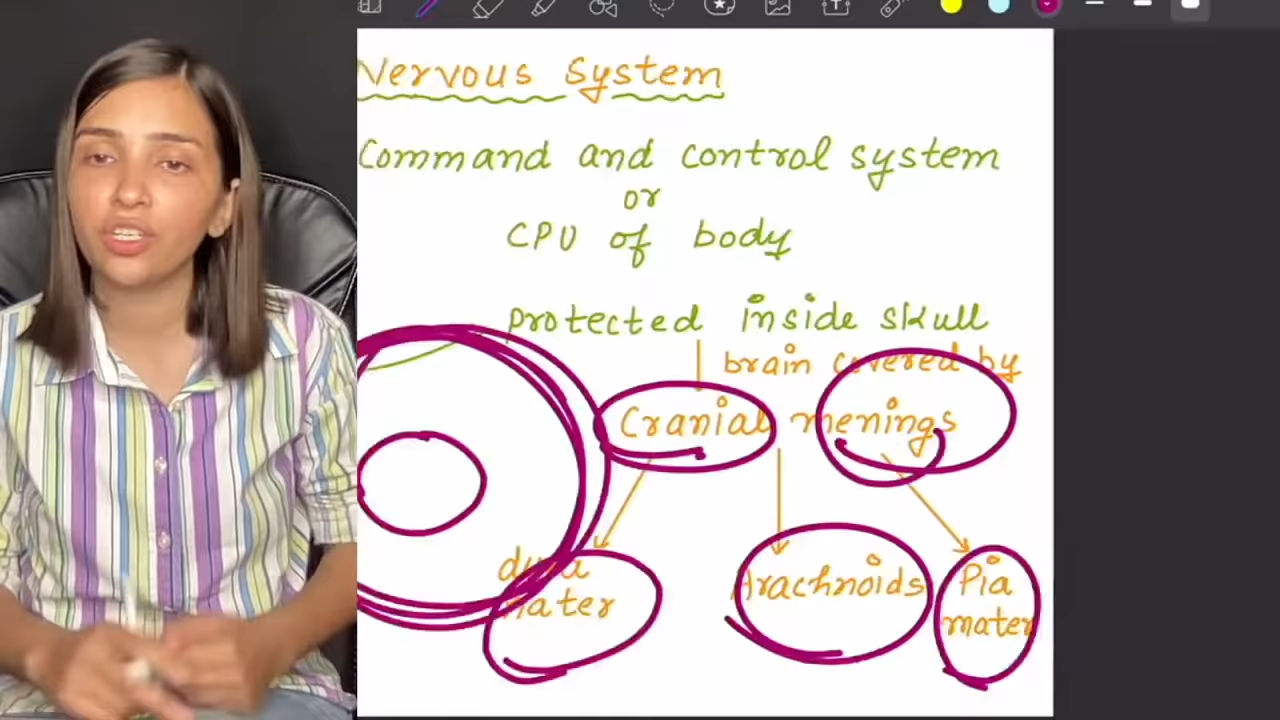 Nervous System
Command and control system
or
CPU of body
protected inside skull
brain covered by
Cranial menings
dura
mater
Arachnoids
Pia
mater